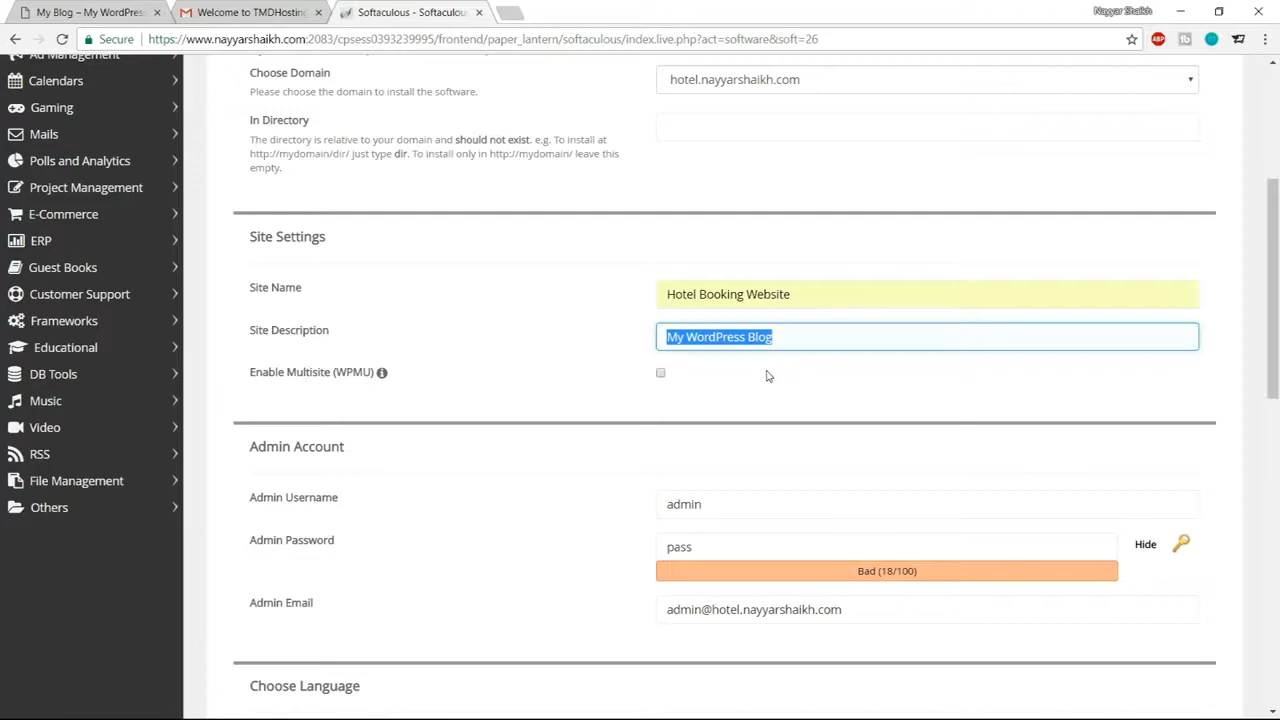 My Blog – My WordPress
Welcome to TMDHosting
Softaculous - Softaculou
Nayyar Shaikh
Secure
https://www.nayyarshaikh.com:2083/cpsess0393239995/frontend/paper_lantern/softaculous/index.live.php?act=software&soft=26
ABP
Ad Management
Calendars
Gaming
Mails
Polls and Analytics
Project Management
E-Commerce
ERP
Guest Books
Customer Support
Frameworks
Educational
DB Tools
Music
Video
RSS
File Management
Others
Choose Domain
Please choose the domain to install the software.
hotel.nayyarshaikh.com
In Directory
The directory is relative to your domain and should not exist. e.g. To install at
http://mydomain/dir/ just type dir. To install only in http://mydomain/ leave this
empty.
Site Settings
Site Name
Hotel Booking Website
Site Description
My WordPress Blog
Enable Multisite (WPMU)
Admin Account
Admin Username
admin
Admin Password
pass
Hide
Bad (18/100)
Admin Email
admin@hotel.nayyarshaikh.com
Choose Language